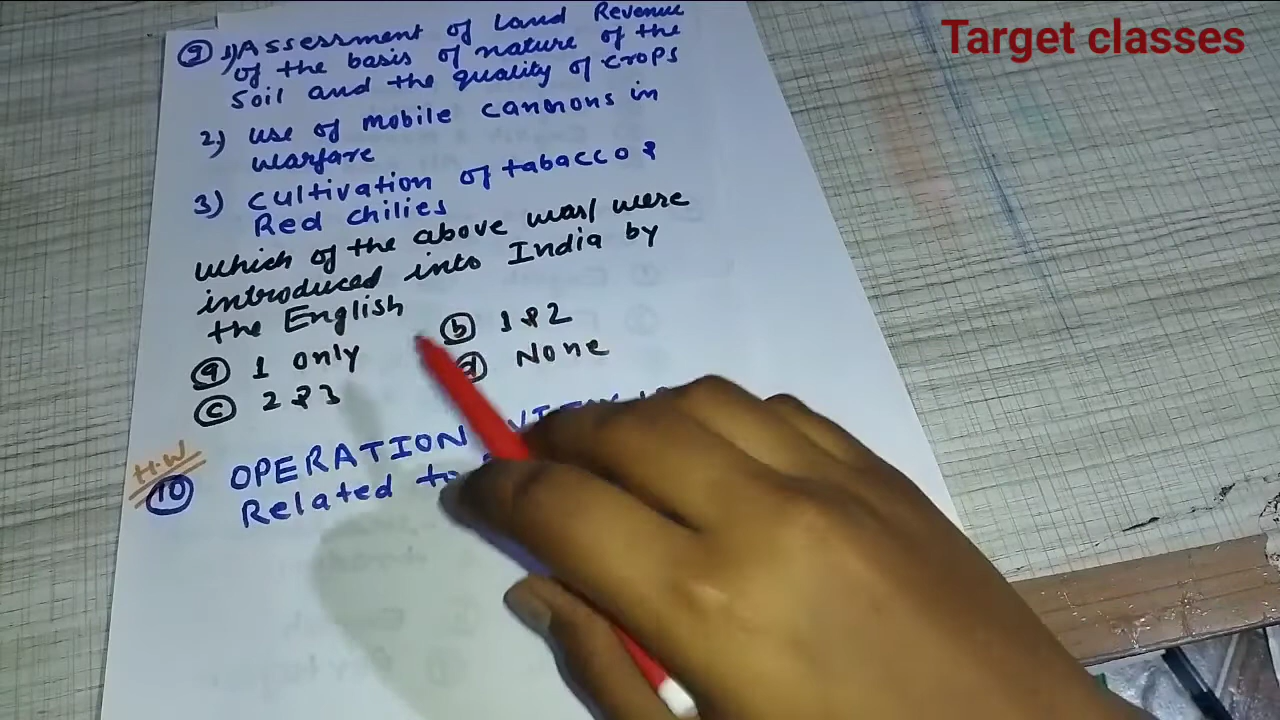 Target classes
9 1) Assessment of Land Revenue
of the basis of nature of the
Soil and the quality of crops
2) use of mobile cannons in
warfare
3) cultivation of tabacco &
Red chilies
which of the above was/were
introduced into India by
the English
a 1 only b 1 & 2
c 2 & 3 d None
H.W
10 OPERATION
Related to